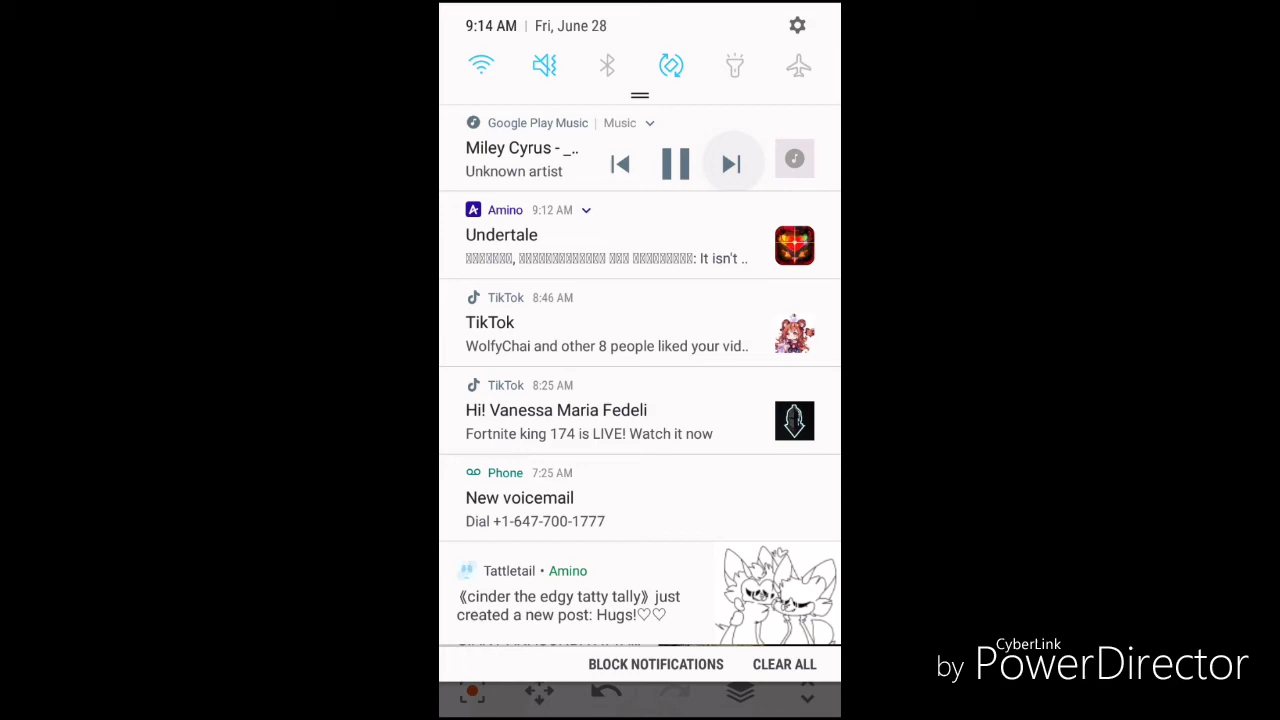 9:14 AM | Fri, June 28
Google Play Music | Music
Miley Cyrus - _..
Unknown artist
Amino 9:12 AM
Undertale
: It isn't ..
TikTok 8:46 AM
TikTok
WolfyChai and other 8 people liked your vid..
TikTok 8:25 AM
Hi! Vanessa Maria Fedeli
Fortnite king 174 is LIVE! Watch it now
Phone 7:25 AM
New voicemail
Dial +1-647-700-1777
Tattletail • Amino
《cinder the edgy tatty tally》 just
created a new post: Hugs!♡♡
BLOCK NOTIFICATIONS CLEAR ALL
CyberLink
by PowerDirector